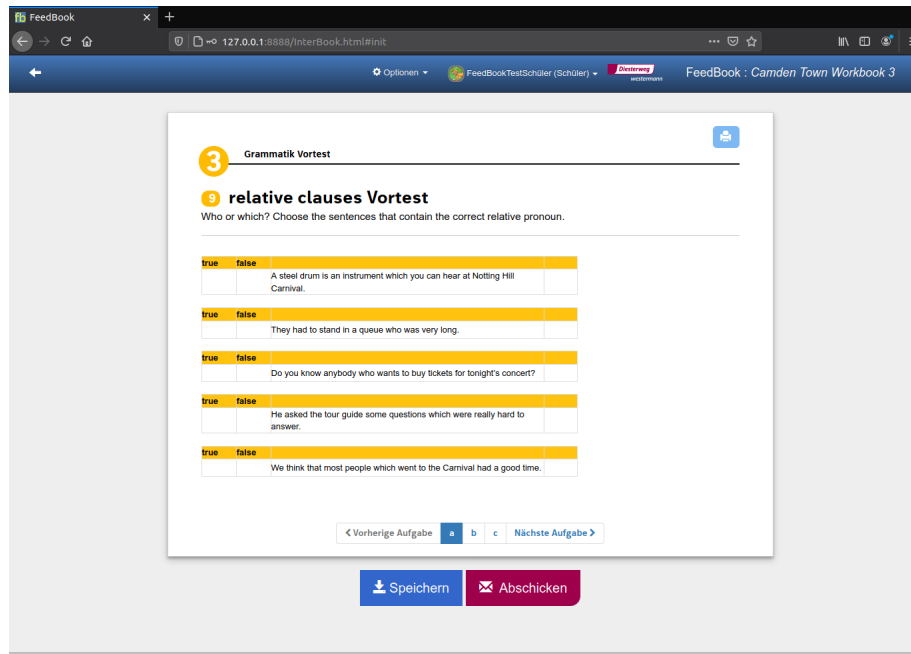 fb FeedBook × +
127.0.0.1:8888/InterBook.html#init
Optionen FeedBookTestSchüler (Schüler) Diesterweg westermann FeedBook : Camden Town Workbook 3
3 Grammatik Vortest
9 relative clauses Vortest
Who or which? Choose the sentences that contain the correct relative pronoun.
true false
A steel drum is an instrument which you can hear at Notting Hill
Carnival.
true false
They had to stand in a queue who was very long.
true false
Do you know anybody who wants to buy tickets for tonight's concert?
true false
He asked the tour guide some questions which were really hard to
answer.
true false
We think that most people which went to the Carnival had a good time.
Vorherige Aufgabe a b c Nächste Aufgabe
Speichern Abschicken